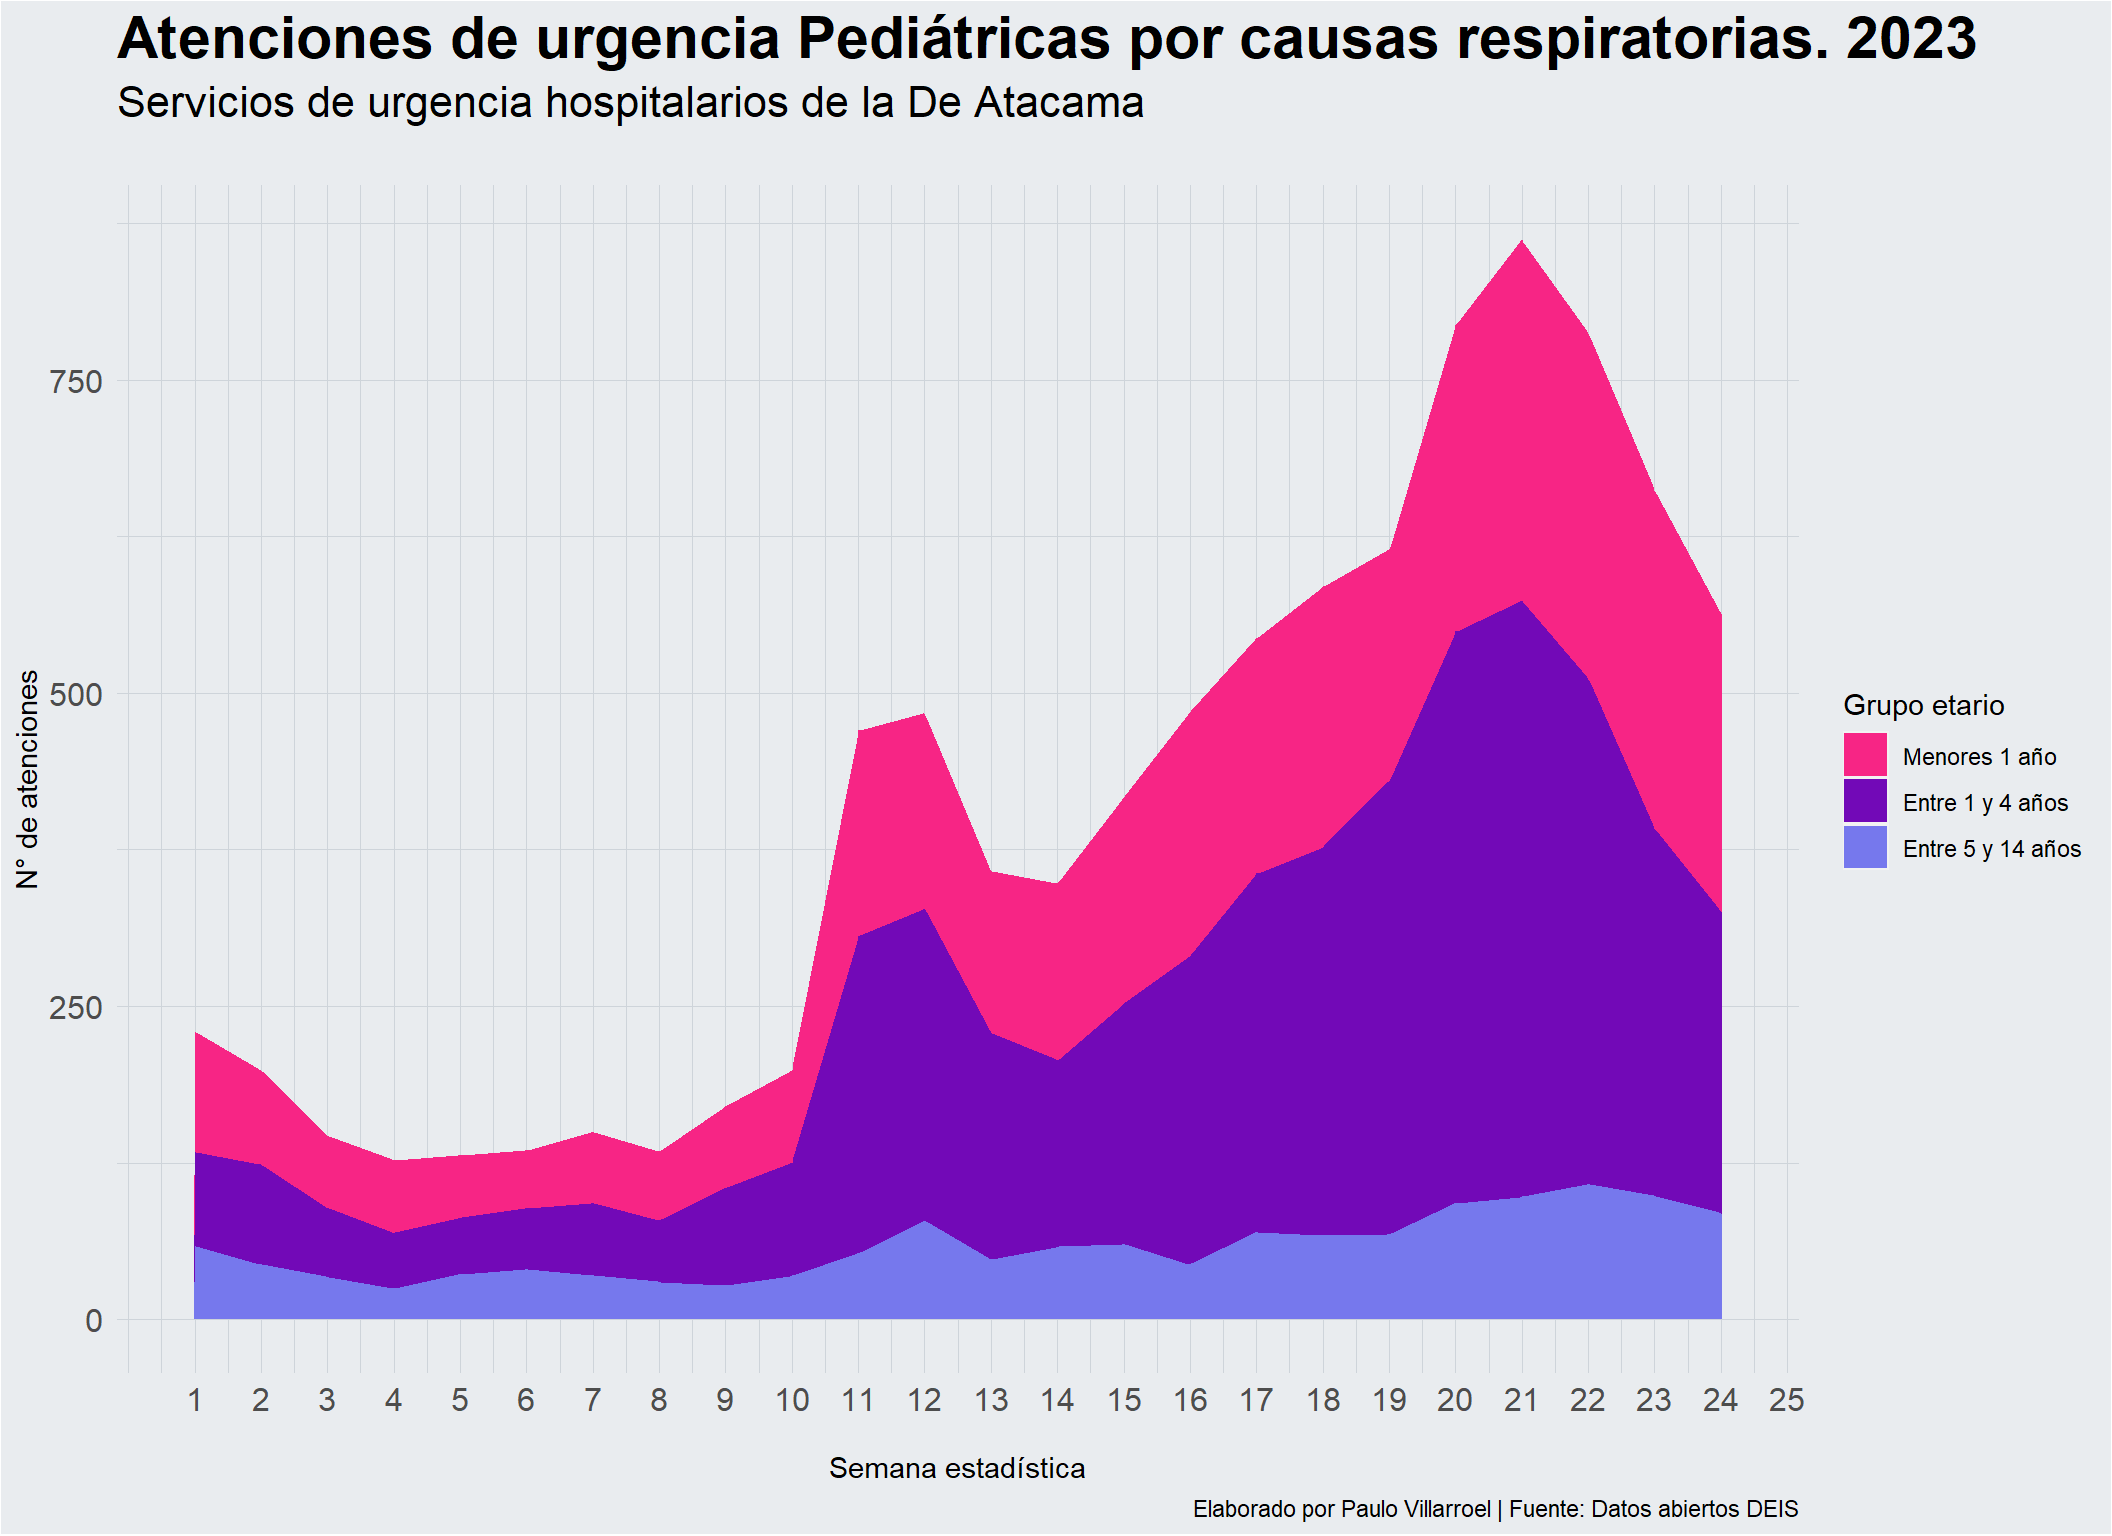 Atenciones de urgencia Pediátricas por causas respiratorias. 2023
Servicios de urgencia hospitalarios de la De Atacama
N° de atenciones
750
500
250
0
1 2 3 4 5 6 7 8 9 10 11 12 13 14 15 16 17 18 19 20 21 22 23 24 25
Semana estadística
Grupo etario
Menores 1 año
Entre 1 y 4 años
Entre 5 y 14 años
Elaborado por Paulo Villarroel | Fuente: Datos abiertos DEIS